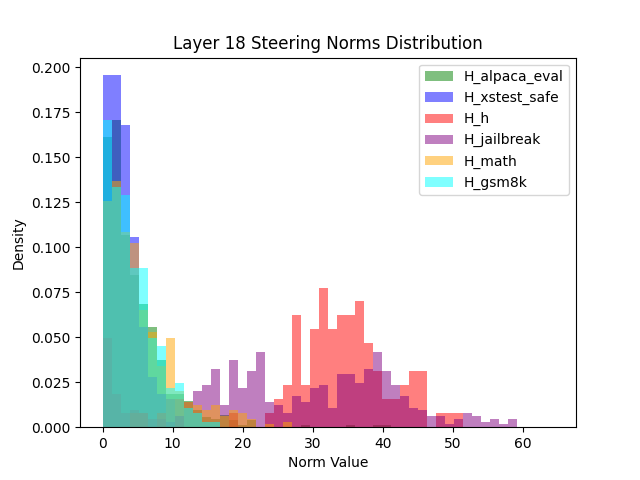 Layer 18 Steering Norms Distribution
0.200
0.175
0.150
0.125
0.100
0.075
0.050
0.025
0.000
Density
H_alpaca_eval
H_xstest_safe
H_h
H_jailbreak
H_math
H_gsm8k
0 10 20 30 40 50 60
Norm Value